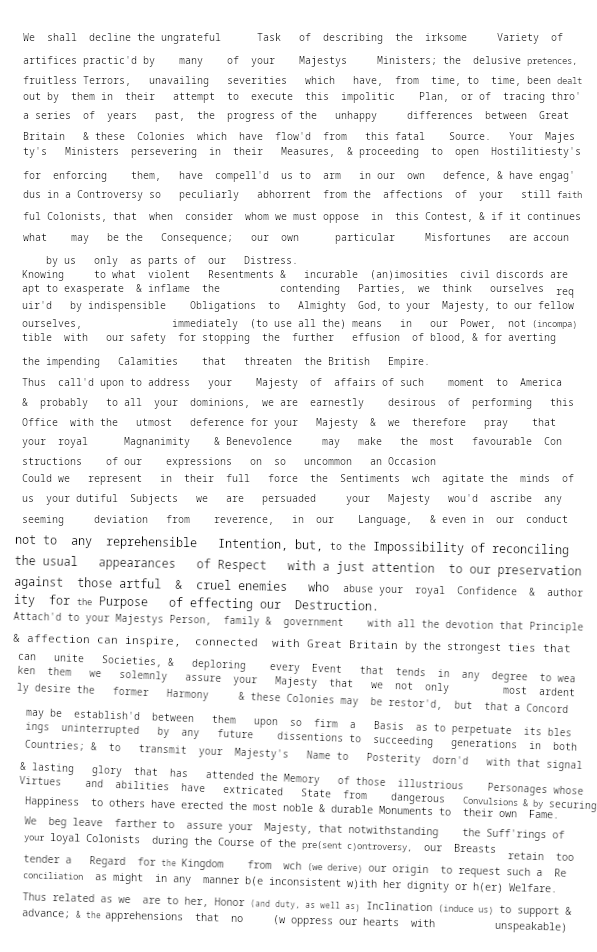 We shall decline the ungrateful Task of describing the irksome Variety of
artifices practic'd by many of your Majestys Ministers; the delusive pretences,
fruitless Terrors, unavailing severities which have, from time, to time, been dealt
out by them in their attempt to execute this impolitic Plan, or of tracing thro'
a series of years past, the progress of the unhappy differences between Great
Britain & these Colonies which have flow'd from this fatal Source. Your Majes
ty's Ministers persevering in their Measures, & proceeding to open Hostilitiesty's
for enforcing them, have compell'd us to arm in our own defence, & have engag'
dus in a Controversy so peculiarly abhorrent from the affections of your still faith
ful Colonists, that when consider whom we must oppose in this Contest, & if it continues
what may be the Consequence; our own particular Misfortunes are accoun
by us only as parts of our Distress.
Knowing to what violent Resentments & incurable (an)imosities civil discords are
apt to exasperate & inflame the contending Parties, we think ourselves req
uir'd by indispensible Obligations to Almighty God, to your Majesty, to our fellow
ourselves, immediately (to use all the) means in our Power, not (incompa)
tible with our safety for stopping the further effusion of blood, & for averting
the impending Calamities that threaten the British Empire.
Thus call'd upon to address your Majesty of affairs of such moment to America
& probably to all your dominions, we are earnestly desirous of performing this
Office with the utmost deference for your Majesty & we therefore pray that
your royal Magnanimity & Benevolence may make the most favourable Con
structions of our expressions on so uncommon an Occasion
Could we represent in their full force the Sentiments wch agitate the minds of
us your dutiful Subjects we are persuaded your Majesty wou'd ascribe any
seeming deviation from reverence, in our Language, & even in our conduct
not to any reprehensible Intention, but, to the Impossibility of reconciling
the usual appearances of Respect with a just attention to our preservation
against those artful & cruel enemies who abuse your royal Confidence & author
ity for the Purpose of effecting our Destruction.
Attach'd to your Majestys Person, family & government with all the devotion that Principle
& affection can inspire, connected with Great Britain by the strongest ties that
can unite Societies, & deploring every Event that tends in any degree to wea
ken them we solemnly assure your Majesty that we not only most ardent
ly desire the former Harmony & these Colonies may be restor'd, but that a Concord
may be establish'd between them upon so firm a Basis as to perpetuate its bles
ings uninterrupted by any future dissentions to succeeding generations in both
Countries; & to transmit your Majesty's Name to Posterity dorn'd with that signal
& lasting glory that has attended the Memory of those illustrious Personages whose
Virtues and abilities have extricated State from dangerous Convulsions & by securing
Happiness to others have erected the most noble & durable Monuments to their own Fame.
We beg leave farther to assure your Majesty, that notwithstanding the Suff'rings of
your loyal Colonists during the Course of the pre(sent c)ontroversy, our Breasts retain too
tender a Regard for the Kingdom from wch (we derive) our origin to request such a Re
conciliation as might in any manner b(e inconsistent w)ith her dignity or h(er) Welfare.
Thus related as we are to her, Honor (and duty, as well as) Inclination (induce us) to support &
advance; & the apprehensions that no (w oppress our hearts with unspeakable)